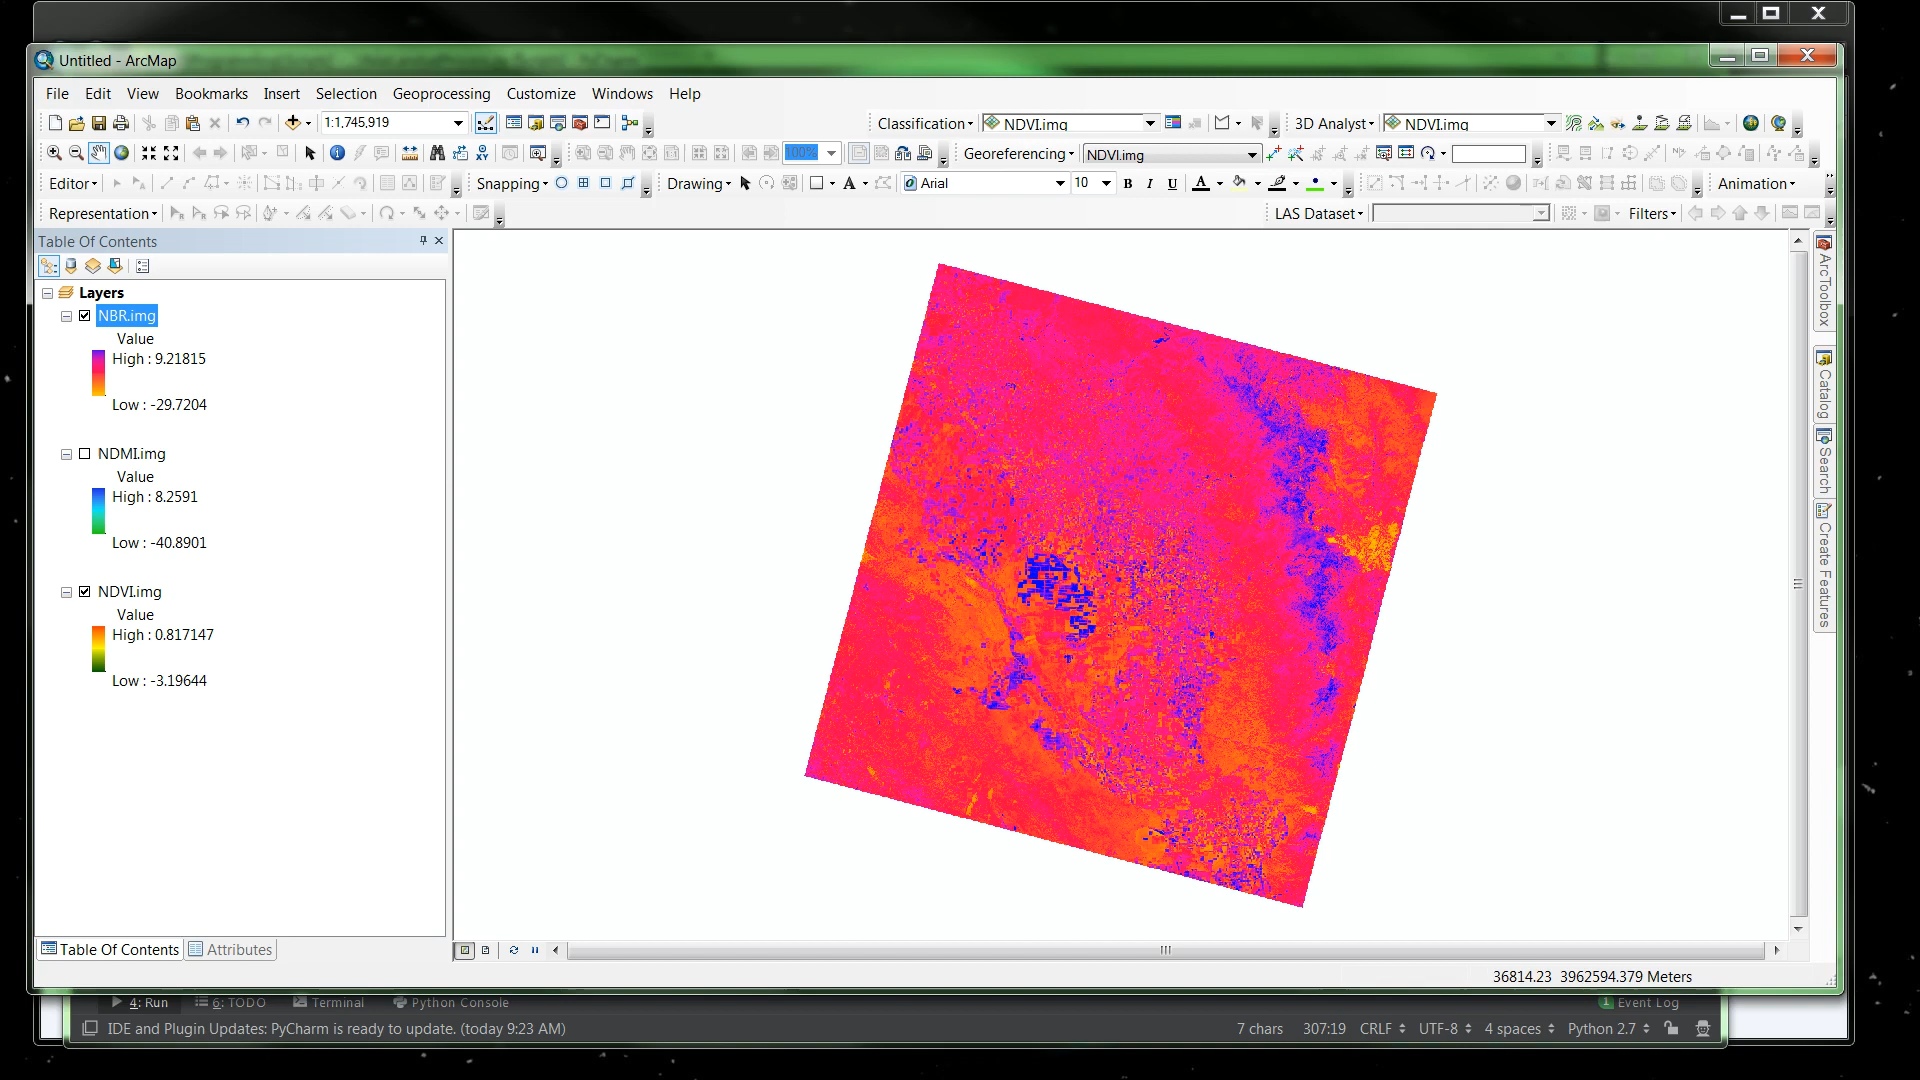 Untitled - ArcMap
File Edit View Bookmarks Insert Selection Geoprocessing Customize Windows Help
1:1,745,919 Classification NDVI.img 3D Analyst NDVI.img
100% Georeferencing NDVI.img
Editor Snapping Drawing A Arial 10 B I U A Animation
Representation LAS Dataset Filters
Table Of Contents
Layers
NBR.img
Value
High : 9.21815
Low : -29.7204
NDMI.img
Value
High : 8.2591
Low : -40.8901
NDVI.img
Value
High : 0.817147
Low : -3.19644
ArcToolbox
Catalog
Search
Create Features
Table Of Contents Attributes
36814.23 3962594.379 Meters
4: Run 6: TODO Terminal Python Console 1 Event Log
IDE and Plugin Updates: PyCharm is ready to update. (today 9:23 AM) 7 chars 307:19 CRLF UTF-8 4 spaces Python 2.7